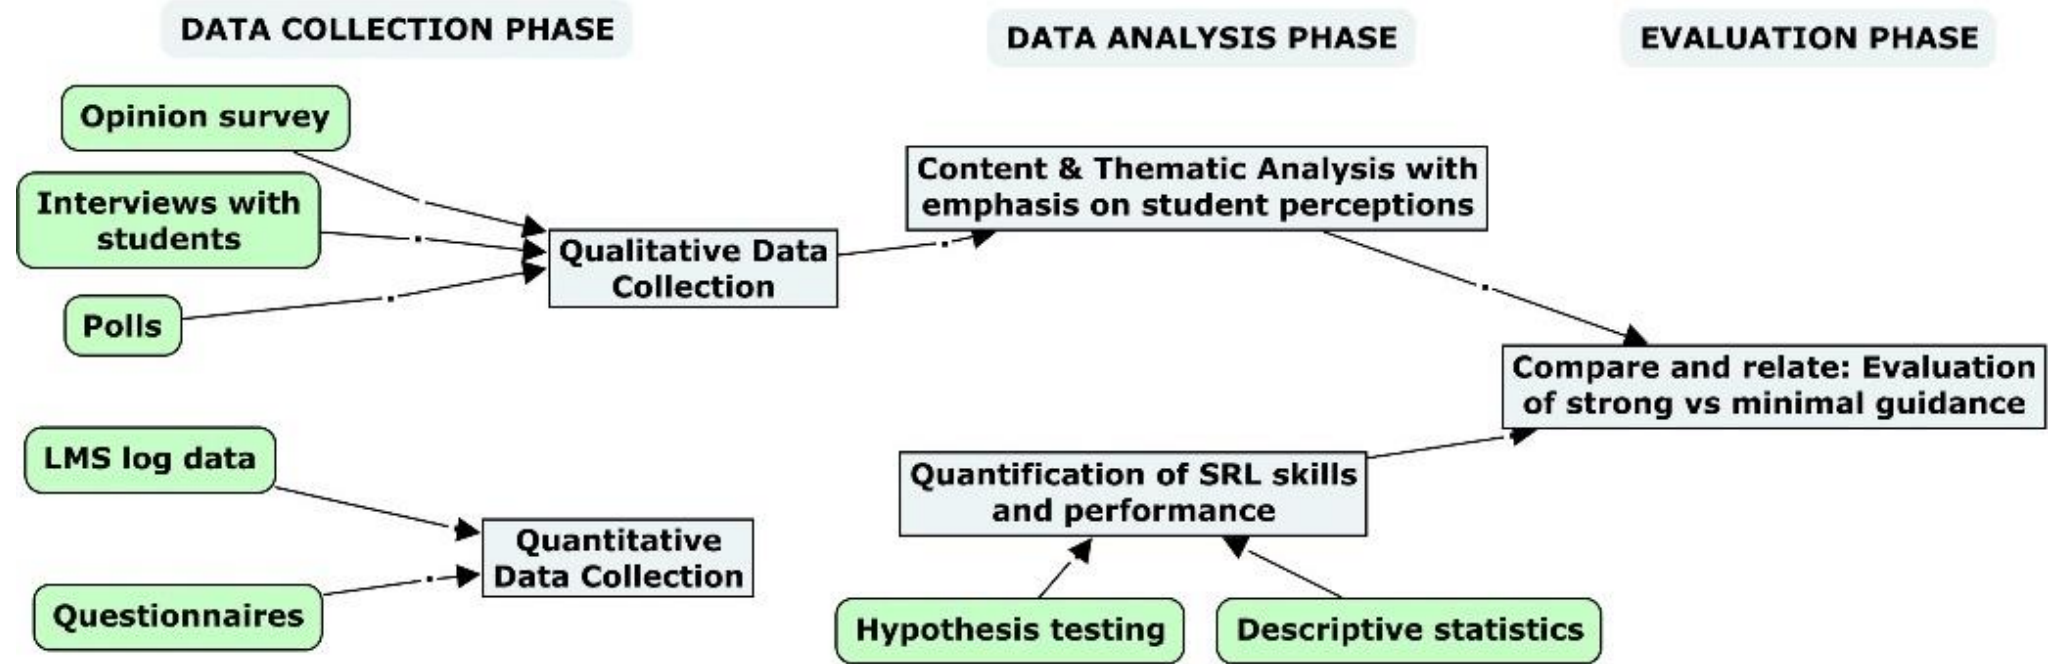 DATA COLLECTION PHASE
DATA ANALYSIS PHASE
EVALUATION PHASE
Opinion survey
Interviews with
students
Polls
Qualitative Data
Collection
LMS log data
Questionnaires
Quantitative
Data Collection
Content & Thematic Analysis with
emphasis on student perceptions
Quantification of SRL skills
and performance
Hypothesis testing
Descriptive statistics
Compare and relate: Evaluation
of strong vs minimal guidance